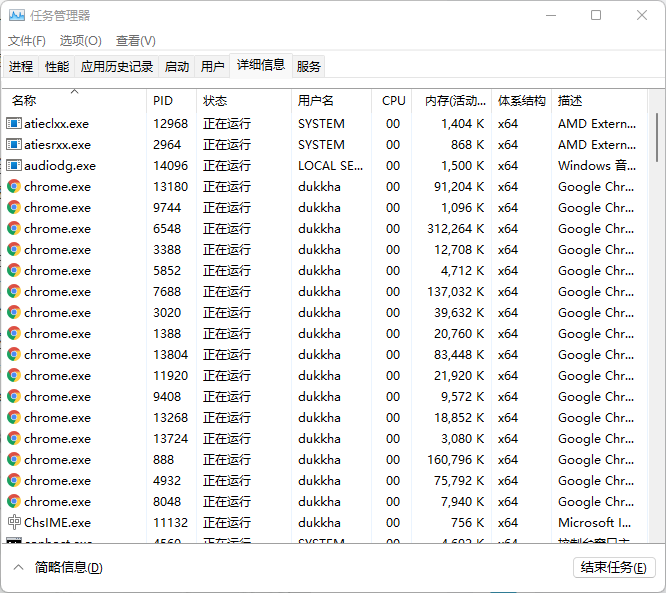 任务管理器
文件(F) 选项(O) 查看(V)
进程 性能 应用历史记录 启动 用户 详细信息 服务
名称 PID 状态 用户名 CPU 内存(活动... 体系结构 描述
atieclxx.exe 12968 正在运行 SYSTEM 00 1,404 K x64 AMD Extern...
atiesrxx.exe 2964 正在运行 SYSTEM 00 868 K x64 AMD Extern...
audiodg.exe 14096 正在运行 LOCAL SE... 00 1,500 K x64 Windows 音...
chrome.exe 13180 正在运行 dukkha 00 91,204 K x64 Google Chr...
chrome.exe 9744 正在运行 dukkha 00 1,096 K x64 Google Chr...
chrome.exe 6548 正在运行 dukkha 00 312,264 K x64 Google Chr...
chrome.exe 3388 正在运行 dukkha 00 12,708 K x64 Google Chr...
chrome.exe 5852 正在运行 dukkha 00 4,712 K x64 Google Chr...
chrome.exe 7688 正在运行 dukkha 00 137,032 K x64 Google Chr...
chrome.exe 3020 正在运行 dukkha 00 39,632 K x64 Google Chr...
chrome.exe 1388 正在运行 dukkha 00 20,760 K x64 Google Chr...
chrome.exe 13804 正在运行 dukkha 00 83,448 K x64 Google Chr...
chrome.exe 11920 正在运行 dukkha 00 21,920 K x64 Google Chr...
chrome.exe 9408 正在运行 dukkha 00 9,572 K x64 Google Chr...
chrome.exe 13268 正在运行 dukkha 00 18,852 K x64 Google Chr...
chrome.exe 13724 正在运行 dukkha 00 3,080 K x64 Google Chr...
chrome.exe 888 正在运行 dukkha 00 160,796 K x64 Google Chr...
chrome.exe 4932 正在运行 dukkha 00 75,792 K x64 Google Chr...
chrome.exe 8048 正在运行 dukkha 00 7,940 K x64 Google Chr...
ChsIME.exe 11132 正在运行 dukkha 00 756 K x64 Microsoft I...
正在运行 SYSTEM 00 x64
简略信息(D) 结束任务(E)